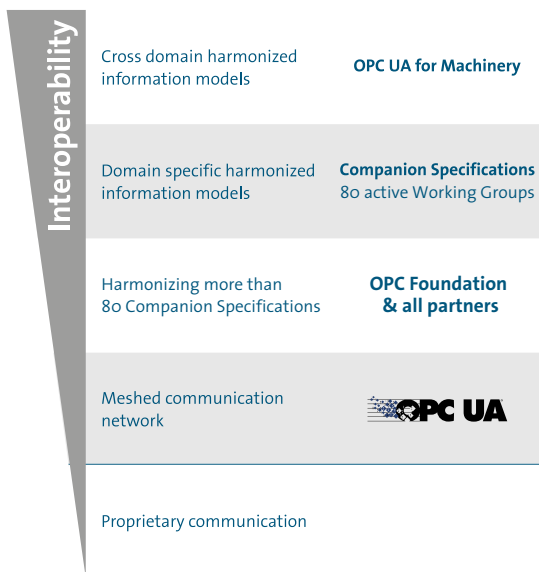 Interoperability
Cross domain harmonized
information models
OPC UA for Machinery
Domain specific harmonized
information models
Companion Specifications
80 active Working Groups
Harmonizing more than
80 Companion Specifications
OPC Foundation
& all partners
Meshed communication
network
OPC UA
Proprietary communication